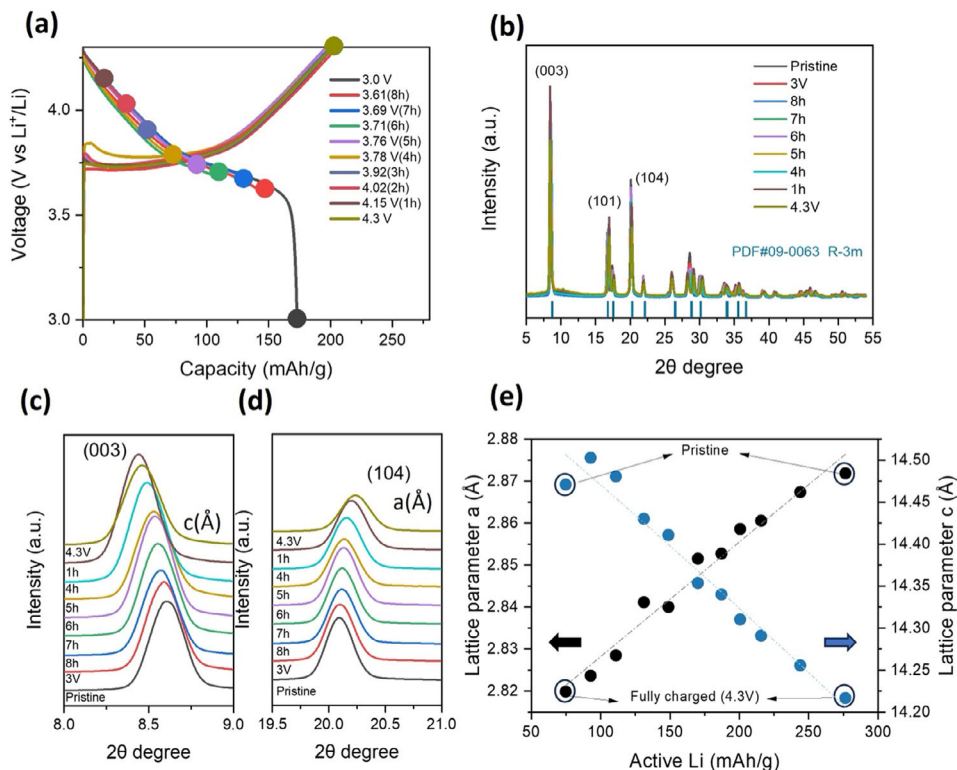 (a)
Voltage (V vs Li⁺/Li)
4.0
3.5
3.0
0 50 100 150 200 250
Capacity (mAh/g)
3.0 V
3.61(8h)
3.69 V(7h)
3.71(6h)
3.76 V(5h)
3.78 V(4h)
3.92(3h)
4.02(2h)
4.15 V(1h)
4.3 V
(b)
Intensity (a.u.)
(003)
(101)
(104)
Pristine
3V
8h
7h
6h
5h
4h
1h
4.3V
PDF#09-0063 R-3m
5 10 15 20 25 30 35 40 45 50 55
2θ degree
(c)
Intensity (a.u.)
(003)
c(Å)
4.3V
1h
4h
5h
6h
7h
8h
3V
Pristine
8.0 8.5 9.0
2θ degree
(d)
Intensity (a.u.)
(104)
a(Å)
4.3V
1h
4h
5h
6h
7h
8h
3V
Pristine
19.5 20.0 20.5 21.0
2θ degree
(e)
Lattice parameter a (Å)
2.88
2.87
2.86
2.85
2.84
2.83
2.82
Pristine
Fully charged (4.3V)
14.50
14.45
14.40
14.35
14.30
14.25
14.20
Lattice parameter c (Å)
50 100 150 200 250 300
Active Li (mAh/g)